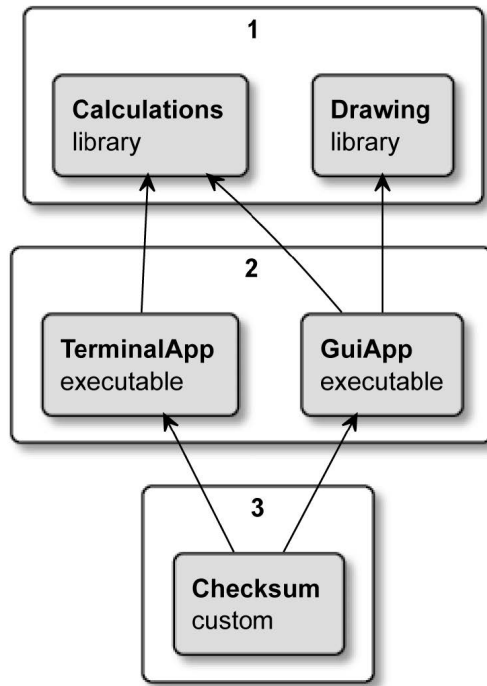 1
Calculations
library
Drawing
library
2
TerminalApp
executable
GuiApp
executable
3
Checksum
custom